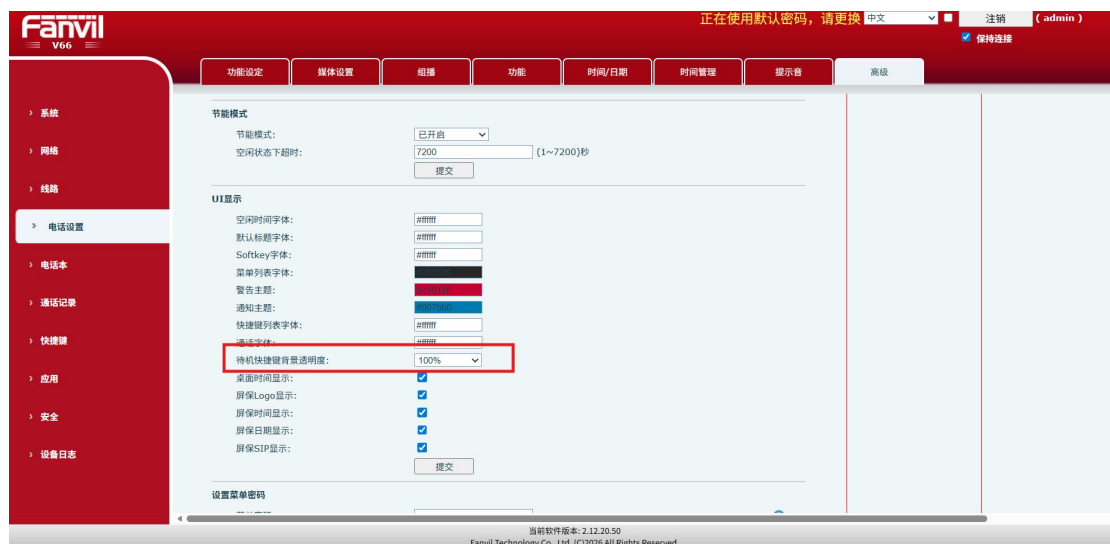 Fanvil
V66
正在使用默认密码，请更换 中文 注销 ( admin )
保持连接
功能设定 媒体设置 组播 功能 时间/日期 时间管理 提示音 高级
› 系统
› 网络
› 线路
› 电话设置
› 电话本
› 通话记录
› 快捷键
› 应用
› 安全
› 设备日志
节能模式
节能模式: 已开启
空闲状态下超时: 7200 (1~7200)秒
提交
UI显示
空闲时间字体: #ffffff
默认标题字体: #ffffff
Softkey字体: #ffffff
菜单列表字体:
警告主题:
通知主题: #007bb0
快捷键列表字体: #ffffff
通话字体: #ffffff
待机快捷键背景透明度: 100%
桌面时间显示:
屏保Logo显示:
屏保时间显示:
屏保日期显示:
屏保SIP显示:
提交
设置菜单密码
当前软件版本: 2.12.20.50
Fanvil Technology Co., Ltd. (C)2026 All Rights Reserved.